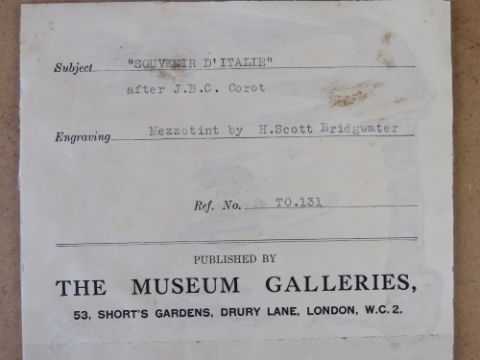 Subject "SOUVENIR D'ITALIE"
after J.B.C. Corot
Engraving Mezzotint by H.Scott Bridgwater
Ref. No. TO.131
PUBLISHED BY
THE MUSEUM GALLERIES,
53, SHORT'S GARDENS, DRURY LANE, LONDON, W.C. 2.